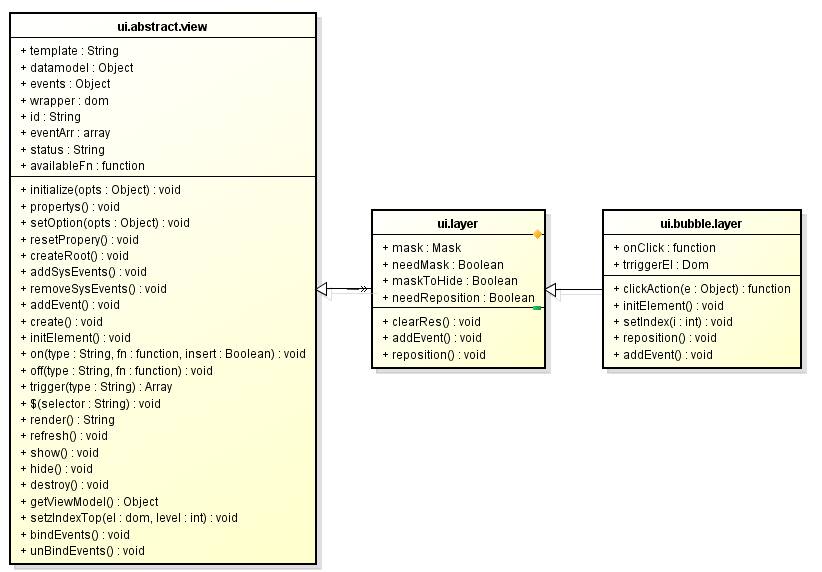 ui.abstract.view
+ template : String
+ datamodel : Object
+ events : Object
+ wrapper : dom
+ id : String
+ eventArr : array
+ status : String
+ availableFn : function
+ initialize(opts : Object) : void
+ propertys() : void
+ setOption(opts : Object) : void
+ resetPropery() : void
+ createRoot() : void
+ addSysEvents() : void
+ removeSysEvents() : void
+ addEvent() : void
+ create() : void
+ initElement() : void
+ on(type : String, fn : function, insert : Boolean) : void
+ off(type : String, fn : function) : void
+ trigger(type : String) : Array
+ $(selector : String) : void
+ render() : String
+ refresh() : void
+ show() : void
+ hide() : void
+ destroy() : void
+ getViewModel() : Object
+ setzIndexTop(el : dom, level : int) : void
+ bindEvents() : void
+ unBindEvents() : void
ui.layer
+ mask : Mask
+ needMask : Boolean
+ maskToHide : Boolean
+ needReposition : Boolean
+ clearRes() : void
+ addEvent() : void
+ reposition() : void
ui.bubble.layer
+ onClick : function
+ trrigerEl : Dom
+ clickAction(e : Object) : function
+ initElement() : void
+ setIndex(i : int) : void
+ reposition() : void
+ addEvent() : void